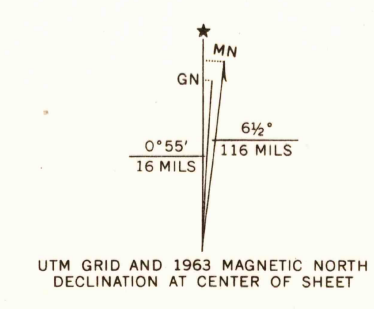 MN
GN
6½°
116 MILS
0°55'
16 MILS
UTM GRID AND 1963 MAGNETIC NORTH
DECLINATION AT CENTER OF SHEET